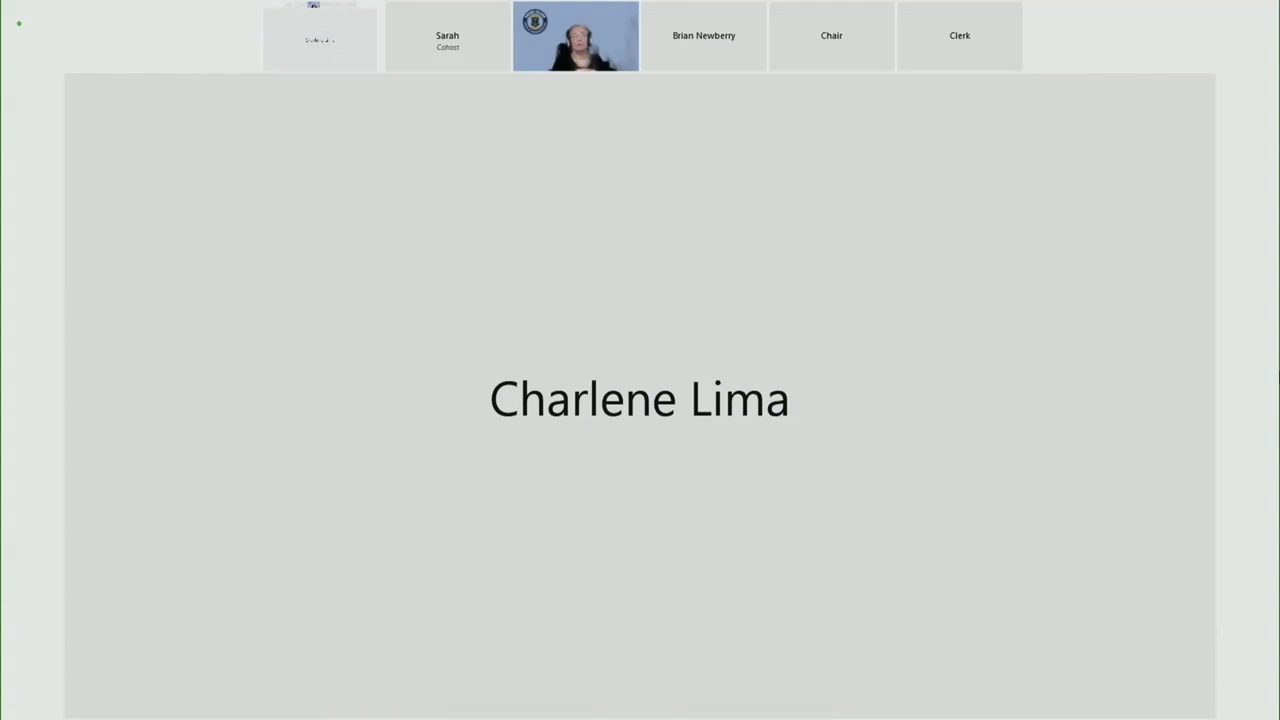 Sarah
Cohost
Brian Newberry
Chair
Clerk
Charlene Lima